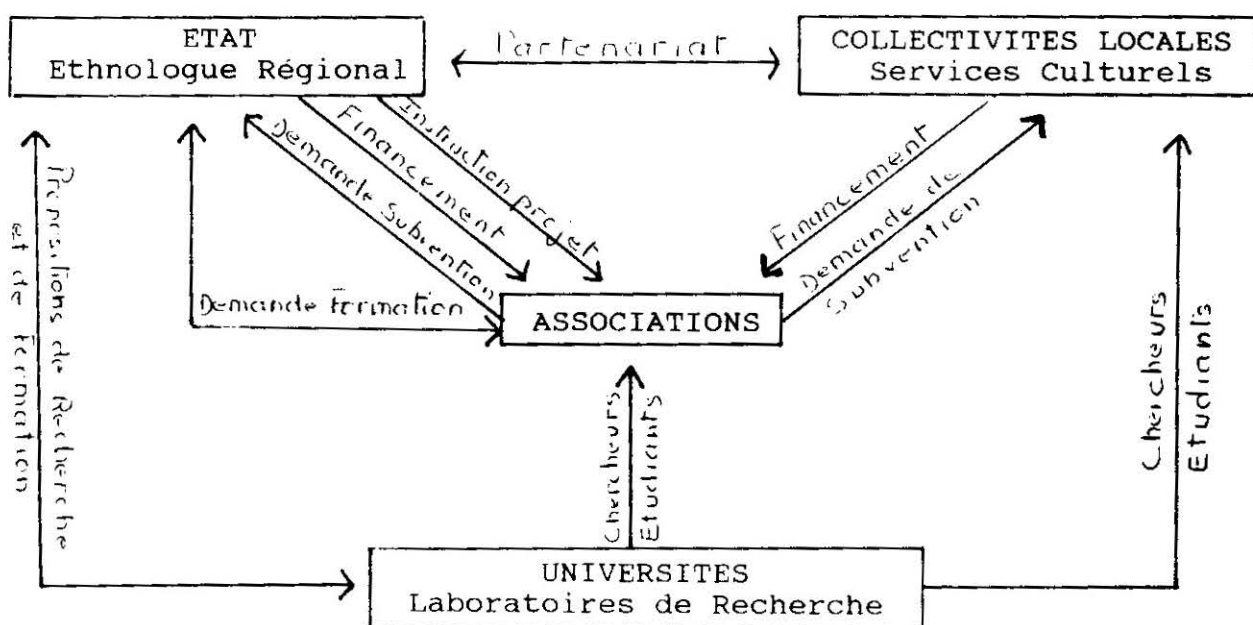 ETAT
Ethnologue Régional
Partenariat
COLLECTIVITES LOCALES
Services Culturels
Instruction projet
Financement
Demande Subvention
Demande Formation
Financement
Demande de
Subvention
ASSOCIATIONS
Propositions de Recherche
et de Formation
Chercheurs
Etudiants
Chercheurs
Etudiants
UNIVERSITES
Laboratoires de Recherche